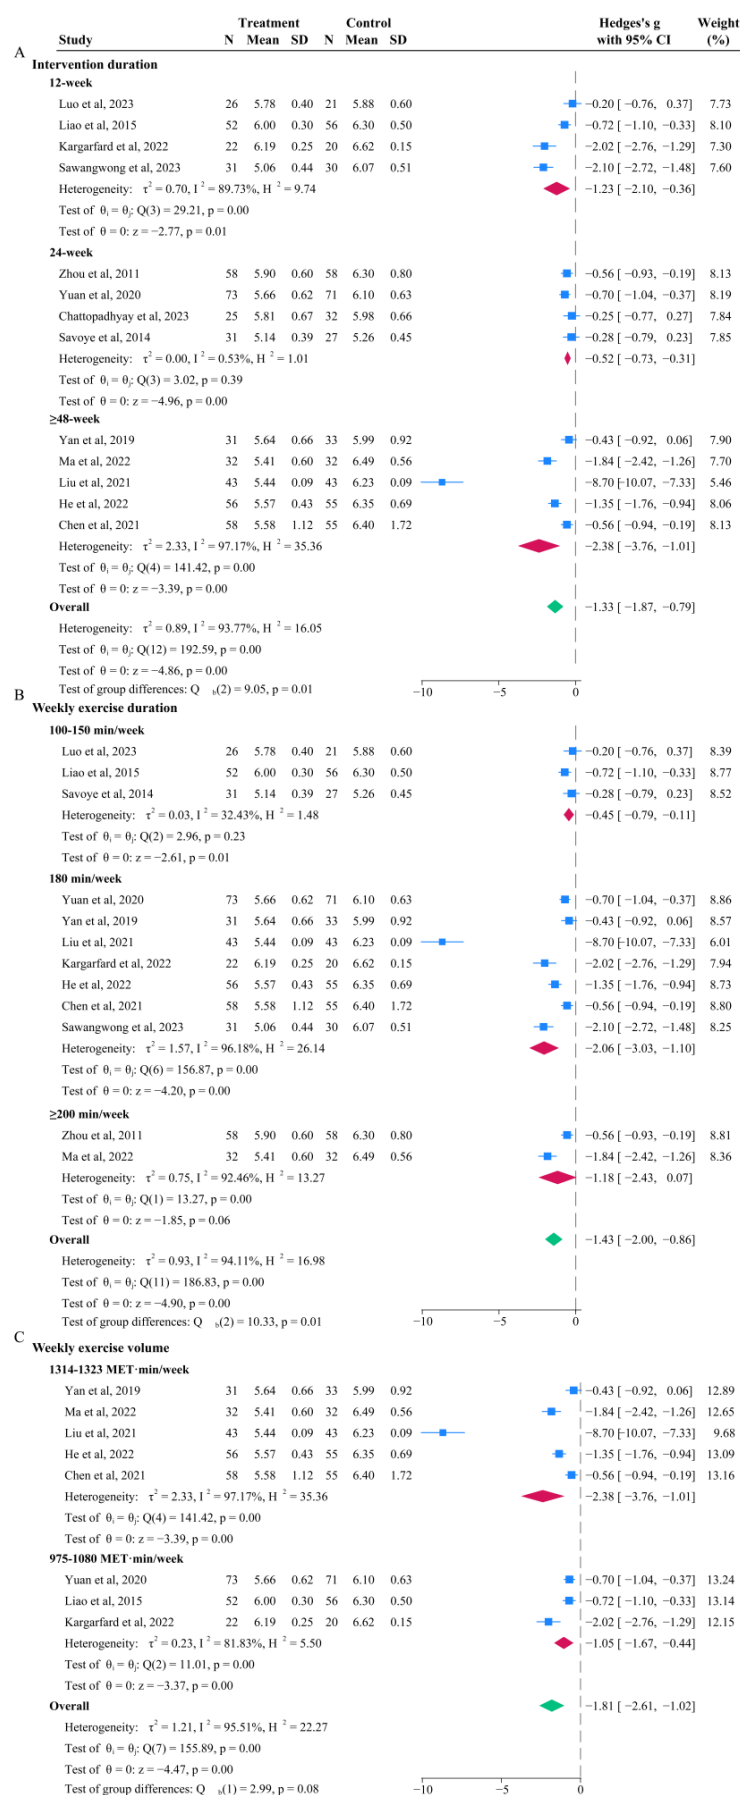 Treatment Control Hedges's g Weight
Study N Mean SD N Mean SD with 95% CI (%)
A
Intervention duration
12-week
Luo et al, 2023 26 5.78 0.40 21 5.88 0.60 −0.20 [ −0.76, 0.37] 7.73
Liao et al, 2015 52 6.00 0.30 56 6.30 0.50 −0.72 [ −1.10, −0.33] 8.10
Kargarfard et al, 2022 22 6.19 0.25 20 6.62 0.15 −2.02 [ −2.76, −1.29] 7.30
Sawangwong et al, 2023 31 5.06 0.44 30 6.07 0.51 −2.10 [ −2.72, −1.48] 7.60
Heterogeneity: τ² = 0.70, I² = 89.73%, H² = 9.74 −1.23 [ −2.10, −0.36]
Test of θi = θj: Q(3) = 29.21, p = 0.00
Test of θ = 0: z = −2.77, p = 0.01
24-week
Zhou et al, 2011 58 5.90 0.60 58 6.30 0.80 −0.56 [ −0.93, −0.19] 8.13
Yuan et al, 2020 73 5.66 0.62 71 6.10 0.63 −0.70 [ −1.04, −0.37] 8.19
Chattopadhyay et al, 2023 25 5.81 0.67 32 5.98 0.66 −0.25 [ −0.77, 0.27] 7.84
Savoye et al, 2014 31 5.14 0.39 27 5.26 0.45 −0.28 [ −0.79, 0.23] 7.85
Heterogeneity: τ² = 0.00, I² = 0.53%, H² = 1.01 −0.52 [ −0.73, −0.31]
Test of θi = θj: Q(3) = 3.02, p = 0.39
Test of θ = 0: z = −4.96, p = 0.00
≥48-week
Yan et al, 2019 31 5.64 0.66 33 5.99 0.92 −0.43 [ −0.92, 0.06] 7.90
Ma et al, 2022 32 5.41 0.60 32 6.49 0.56 −1.84 [ −2.42, −1.26] 7.70
Liu et al, 2021 43 5.44 0.09 43 6.23 0.09 −8.70 [−10.07, −7.33] 5.46
He et al, 2022 56 5.57 0.43 55 6.35 0.69 −1.35 [ −1.76, −0.94] 8.06
Chen et al, 2021 58 5.58 1.12 55 6.40 1.72 −0.56 [ −0.94, −0.19] 8.13
Heterogeneity: τ² = 2.33, I² = 97.17%, H² = 35.36 −2.38 [ −3.76, −1.01]
Test of θi = θj: Q(4) = 141.42, p = 0.00
Test of θ = 0: z = −3.39, p = 0.00
Overall −1.33 [ −1.87, −0.79]
Heterogeneity: τ² = 0.89, I² = 93.77%, H² = 16.05
Test of θi = θj: Q(12) = 192.59, p = 0.00
Test of θ = 0: z = −4.86, p = 0.00
Test of group differences: Q b(2) = 9.05, p = 0.01
−10 −5 0
B
Weekly exercise duration
100-150 min/week
Luo et al, 2023 26 5.78 0.40 21 5.88 0.60 −0.20 [ −0.76, 0.37] 8.39
Liao et al, 2015 52 6.00 0.30 56 6.30 0.50 −0.72 [ −1.10, −0.33] 8.77
Savoye et al, 2014 31 5.14 0.39 27 5.26 0.45 −0.28 [ −0.79, 0.23] 8.52
Heterogeneity: τ² = 0.03, I² = 32.43%, H² = 1.48 −0.45 [ −0.79, −0.11]
Test of θi = θj: Q(2) = 2.96, p = 0.23
Test of θ = 0: z = −2.61, p = 0.01
180 min/week
Yuan et al, 2020 73 5.66 0.62 71 6.10 0.63 −0.70 [ −1.04, −0.37] 8.86
Yan et al, 2019 31 5.64 0.66 33 5.99 0.92 −0.43 [ −0.92, 0.06] 8.57
Liu et al, 2021 43 5.44 0.09 43 6.23 0.09 −8.70 [−10.07, −7.33] 6.01
Kargarfard et al, 2022 22 6.19 0.25 20 6.62 0.15 −2.02 [ −2.76, −1.29] 7.94
He et al, 2022 56 5.57 0.43 55 6.35 0.69 −1.35 [ −1.76, −0.94] 8.73
Chen et al, 2021 58 5.58 1.12 55 6.40 1.72 −0.56 [ −0.94, −0.19] 8.80
Sawangwong et al, 2023 31 5.06 0.44 30 6.07 0.51 −2.10 [ −2.72, −1.48] 8.25
Heterogeneity: τ² = 1.57, I² = 96.18%, H² = 26.14 −2.06 [ −3.03, −1.10]
Test of θi = θj: Q(6) = 156.87, p = 0.00
Test of θ = 0: z = −4.20, p = 0.00
≥200 min/week
Zhou et al, 2011 58 5.90 0.60 58 6.30 0.80 −0.56 [ −0.93, −0.19] 8.81
Ma et al, 2022 32 5.41 0.60 32 6.49 0.56 −1.84 [ −2.42, −1.26] 8.36
Heterogeneity: τ² = 0.75, I² = 92.46%, H² = 13.27 −1.18 [ −2.43, 0.07]
Test of θi = θj: Q(1) = 13.27, p = 0.00
Test of θ = 0: z = −1.85, p = 0.06
Overall −1.43 [ −2.00, −0.86]
Heterogeneity: τ² = 0.93, I² = 94.11%, H² = 16.98
Test of θi = θj: Q(11) = 186.83, p = 0.00
Test of θ = 0: z = −4.90, p = 0.00
Test of group differences: Q b(2) = 10.33, p = 0.01
−10 −5 0
C
Weekly exercise volume
1314-1323 MET·min/week
Yan et al, 2019 31 5.64 0.66 33 5.99 0.92 −0.43 [ −0.92, 0.06] 12.89
Ma et al, 2022 32 5.41 0.60 32 6.49 0.56 −1.84 [ −2.42, −1.26] 12.65
Liu et al, 2021 43 5.44 0.09 43 6.23 0.09 −8.70 [−10.07, −7.33] 9.68
He et al, 2022 56 5.57 0.43 55 6.35 0.69 −1.35 [ −1.76, −0.94] 13.09
Chen et al, 2021 58 5.58 1.12 55 6.40 1.72 −0.56 [ −0.94, −0.19] 13.16
Heterogeneity: τ² = 2.33, I² = 97.17%, H² = 35.36 −2.38 [ −3.76, −1.01]
Test of θi = θj: Q(4) = 141.42, p = 0.00
Test of θ = 0: z = −3.39, p = 0.00
975-1080 MET·min/week
Yuan et al, 2020 73 5.66 0.62 71 6.10 0.63 −0.70 [ −1.04, −0.37] 13.24
Liao et al, 2015 52 6.00 0.30 56 6.30 0.50 −0.72 [ −1.10, −0.33] 13.14
Kargarfard et al, 2022 22 6.19 0.25 20 6.62 0.15 −2.02 [ −2.76, −1.29] 12.15
Heterogeneity: τ² = 0.23, I² = 81.83%, H² = 5.50 −1.05 [ −1.67, −0.44]
Test of θi = θj: Q(2) = 11.01, p = 0.00
Test of θ = 0: z = −3.37, p = 0.00
Overall −1.81 [ −2.61, −1.02]
Heterogeneity: τ² = 1.21, I² = 95.51%, H² = 22.27
Test of θi = θj: Q(7) = 155.89, p = 0.00
Test of θ = 0: z = −4.47, p = 0.00
Test of group differences: Q b(1) = 2.99, p = 0.08
−10 −5 0